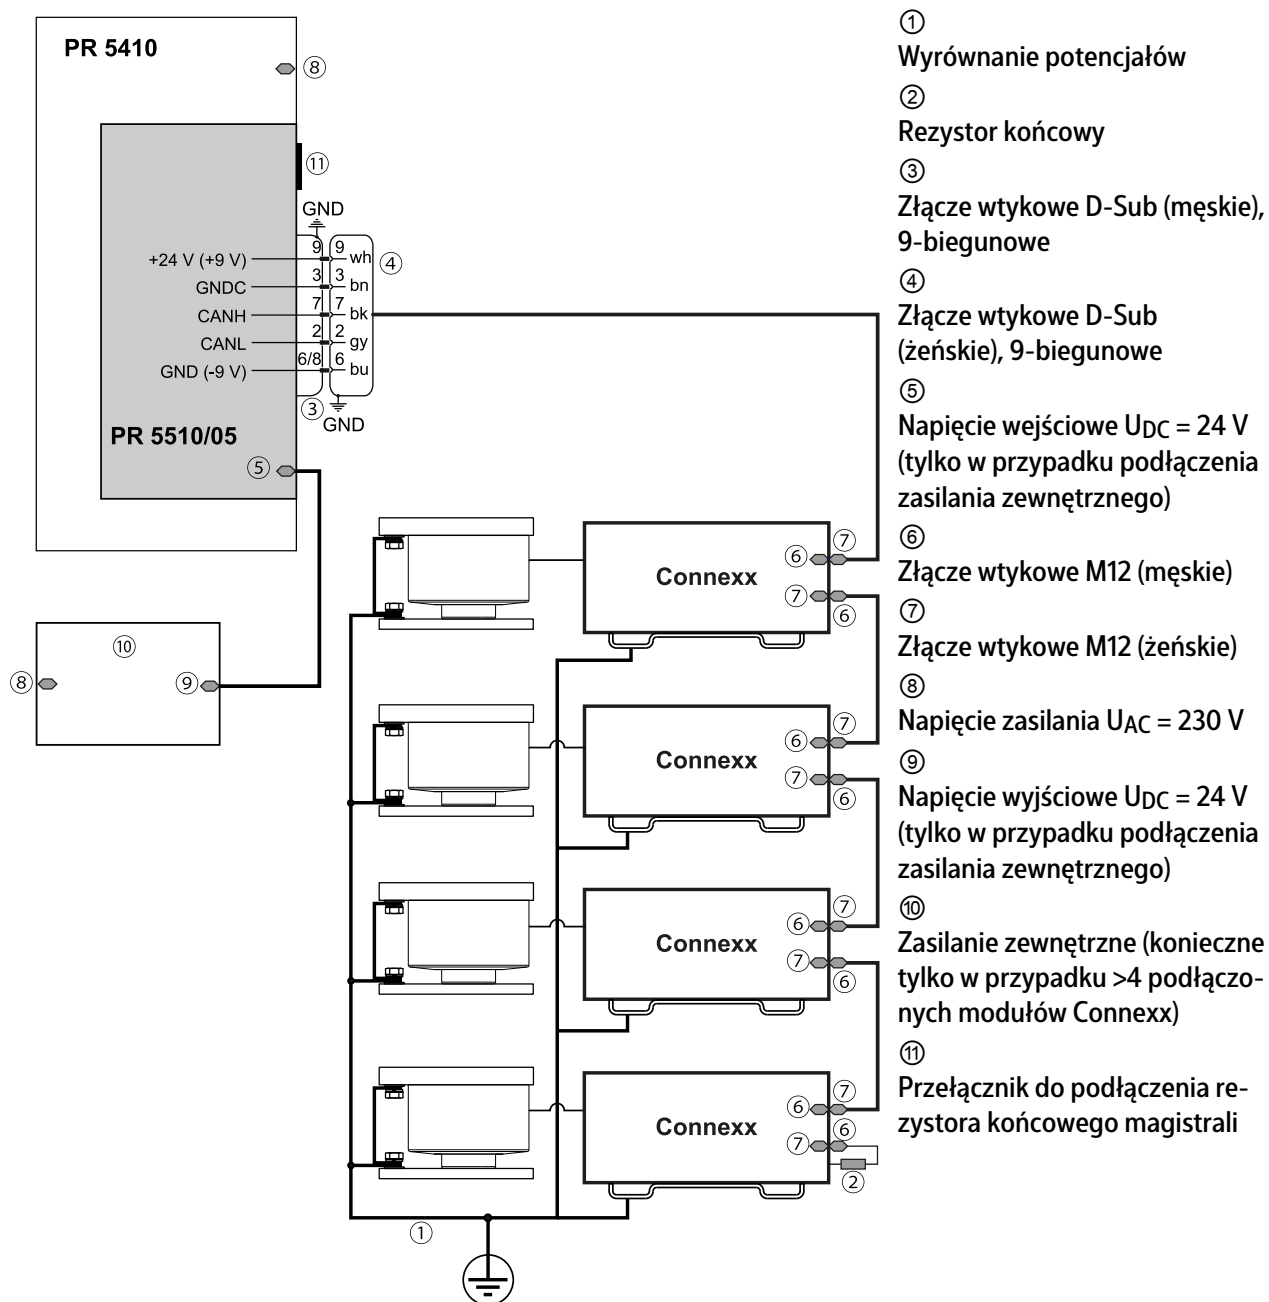 PR 5410
⑧
⑪
GND
+24 V (+9 V) 9 9 wh ④
GNDC 3 3 bn
CANH 7 7 bk
CANL 2 2 gy
GND (-9 V) 6/8 6 bu
③ GND
PR 5510/05
⑤
⑩
⑧ ⑨
⑥ ⑦
Connexx
⑦ ⑥
⑥ ⑦
Connexx
⑦ ⑥
⑥ ⑦
Connexx
⑦ ⑥
⑥ ⑦
Connexx
⑦ ⑥
②
①
①
Wyrównanie potencjałów
②
Rezystor końcowy
③
Złącze wtykowe D-Sub (męskie),
9-biegunowe
④
Złącze wtykowe D-Sub
(żeńskie), 9-biegunowe
⑤
Napięcie wejściowe UDC = 24 V
(tylko w przypadku podłączenia
zasilania zewnętrznego)
⑥
Złącze wtykowe M12 (męskie)
⑦
Złącze wtykowe M12 (żeńskie)
⑧
Napięcie zasilania UAC = 230 V
⑨
Napięcie wyjściowe UDC = 24 V
(tylko w przypadku podłączenia
zasilania zewnętrznego)
⑩
Zasilanie zewnętrzne (konieczne
tylko w przypadku >4 podłączo-
nych modułów Connexx)
⑪
Przełącznik do podłączenia re-
zystora końcowego magistrali